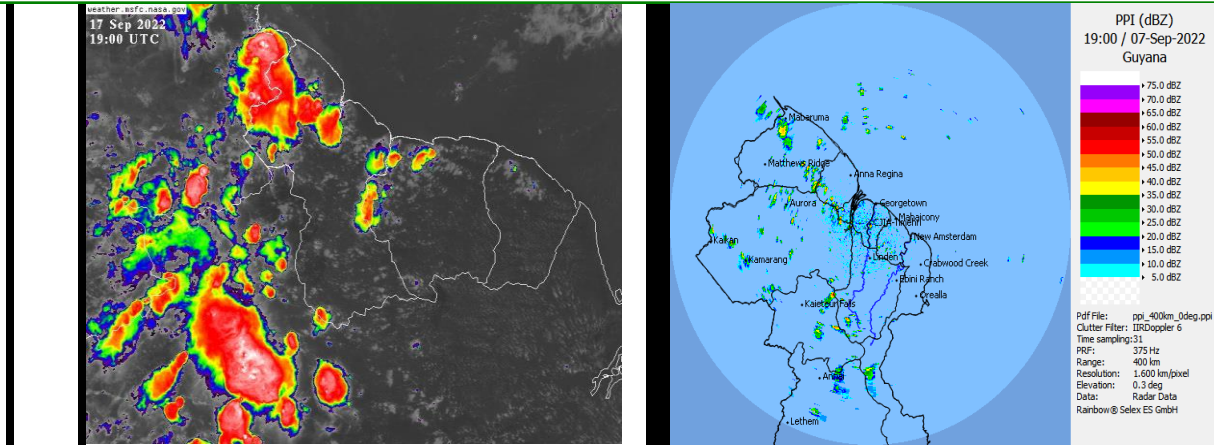 weather.msfc.nasa.gov
17 Sep 2022
19:00 UTC
Mabaruma
Matthews Ridge
Anna Regina
Aurora
Georgetown
Mahaicony
CJIA-Timehri
New Amsterdam
Kaikan
Kamarang
Linden
Crabwood Creek
Ebini Ranch
Orealla
Kaieteur Falls
Annai
Lethem
PPI (dBZ)
19:00 / 07-Sep-2022
Guyana
75.0 dBZ
70.0 dBZ
65.0 dBZ
60.0 dBZ
55.0 dBZ
50.0 dBZ
45.0 dBZ
40.0 dBZ
35.0 dBZ
30.0 dBZ
25.0 dBZ
20.0 dBZ
15.0 dBZ
10.0 dBZ
5.0 dBZ
Pdf File: ppi_400km_0deg.ppi
Clutter Filter: IIRDoppler 6
Time sampling:31
PRF: 375 Hz
Range: 400 km
Resolution: 1.600 km/pixel
Elevation: 0.3 deg
Data: Radar Data
Rainbow® Selex ES GmbH